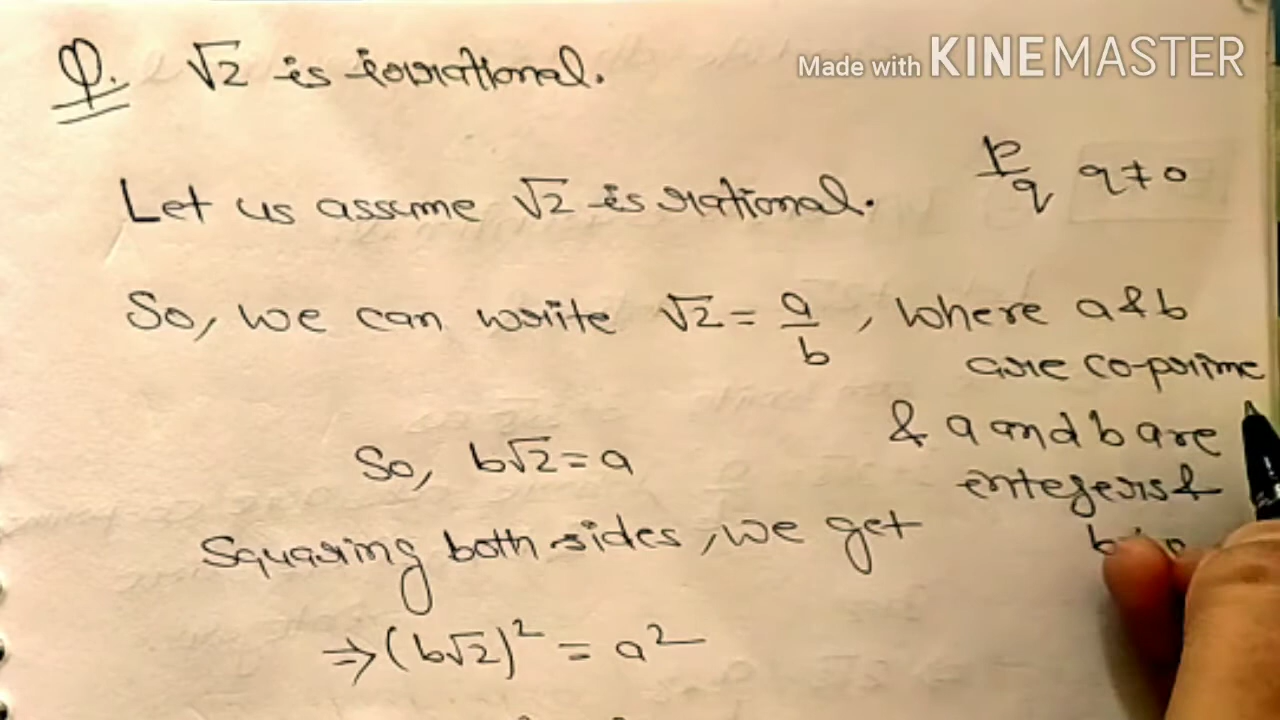 Made with KINEMASTER
Q. √2 is irrational.
p/q q≠0
Let us assume √2 is rational.
So, we can write √2 = a/b, where a & b
are co-prime
& a and b are
integers &
So, b√2 = a
Squaring both sides, we get
⇒ (b√2)² = a²